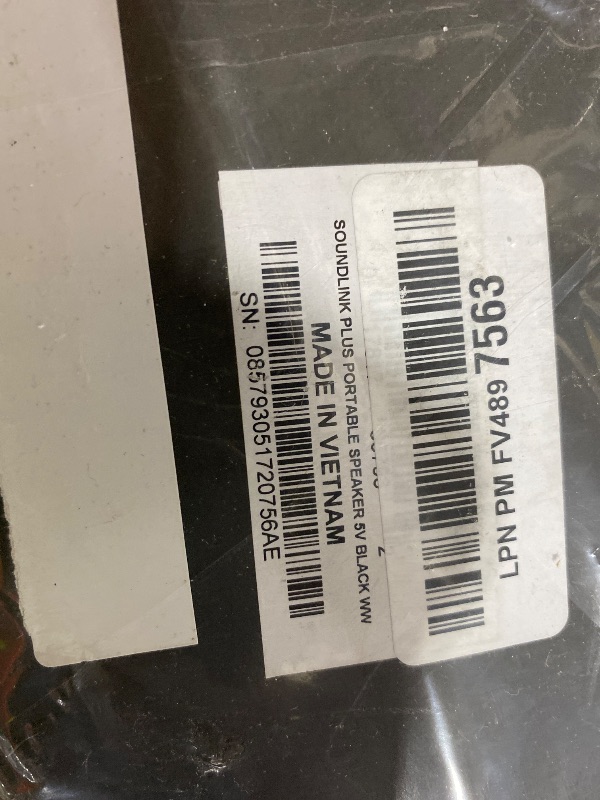 SOUNDLINK PLUS PORTABLE SPEAKER 5V BLACK WW
MADE IN VIETNAM
SN: 085793051720756AE
LPN PM FV489 7563